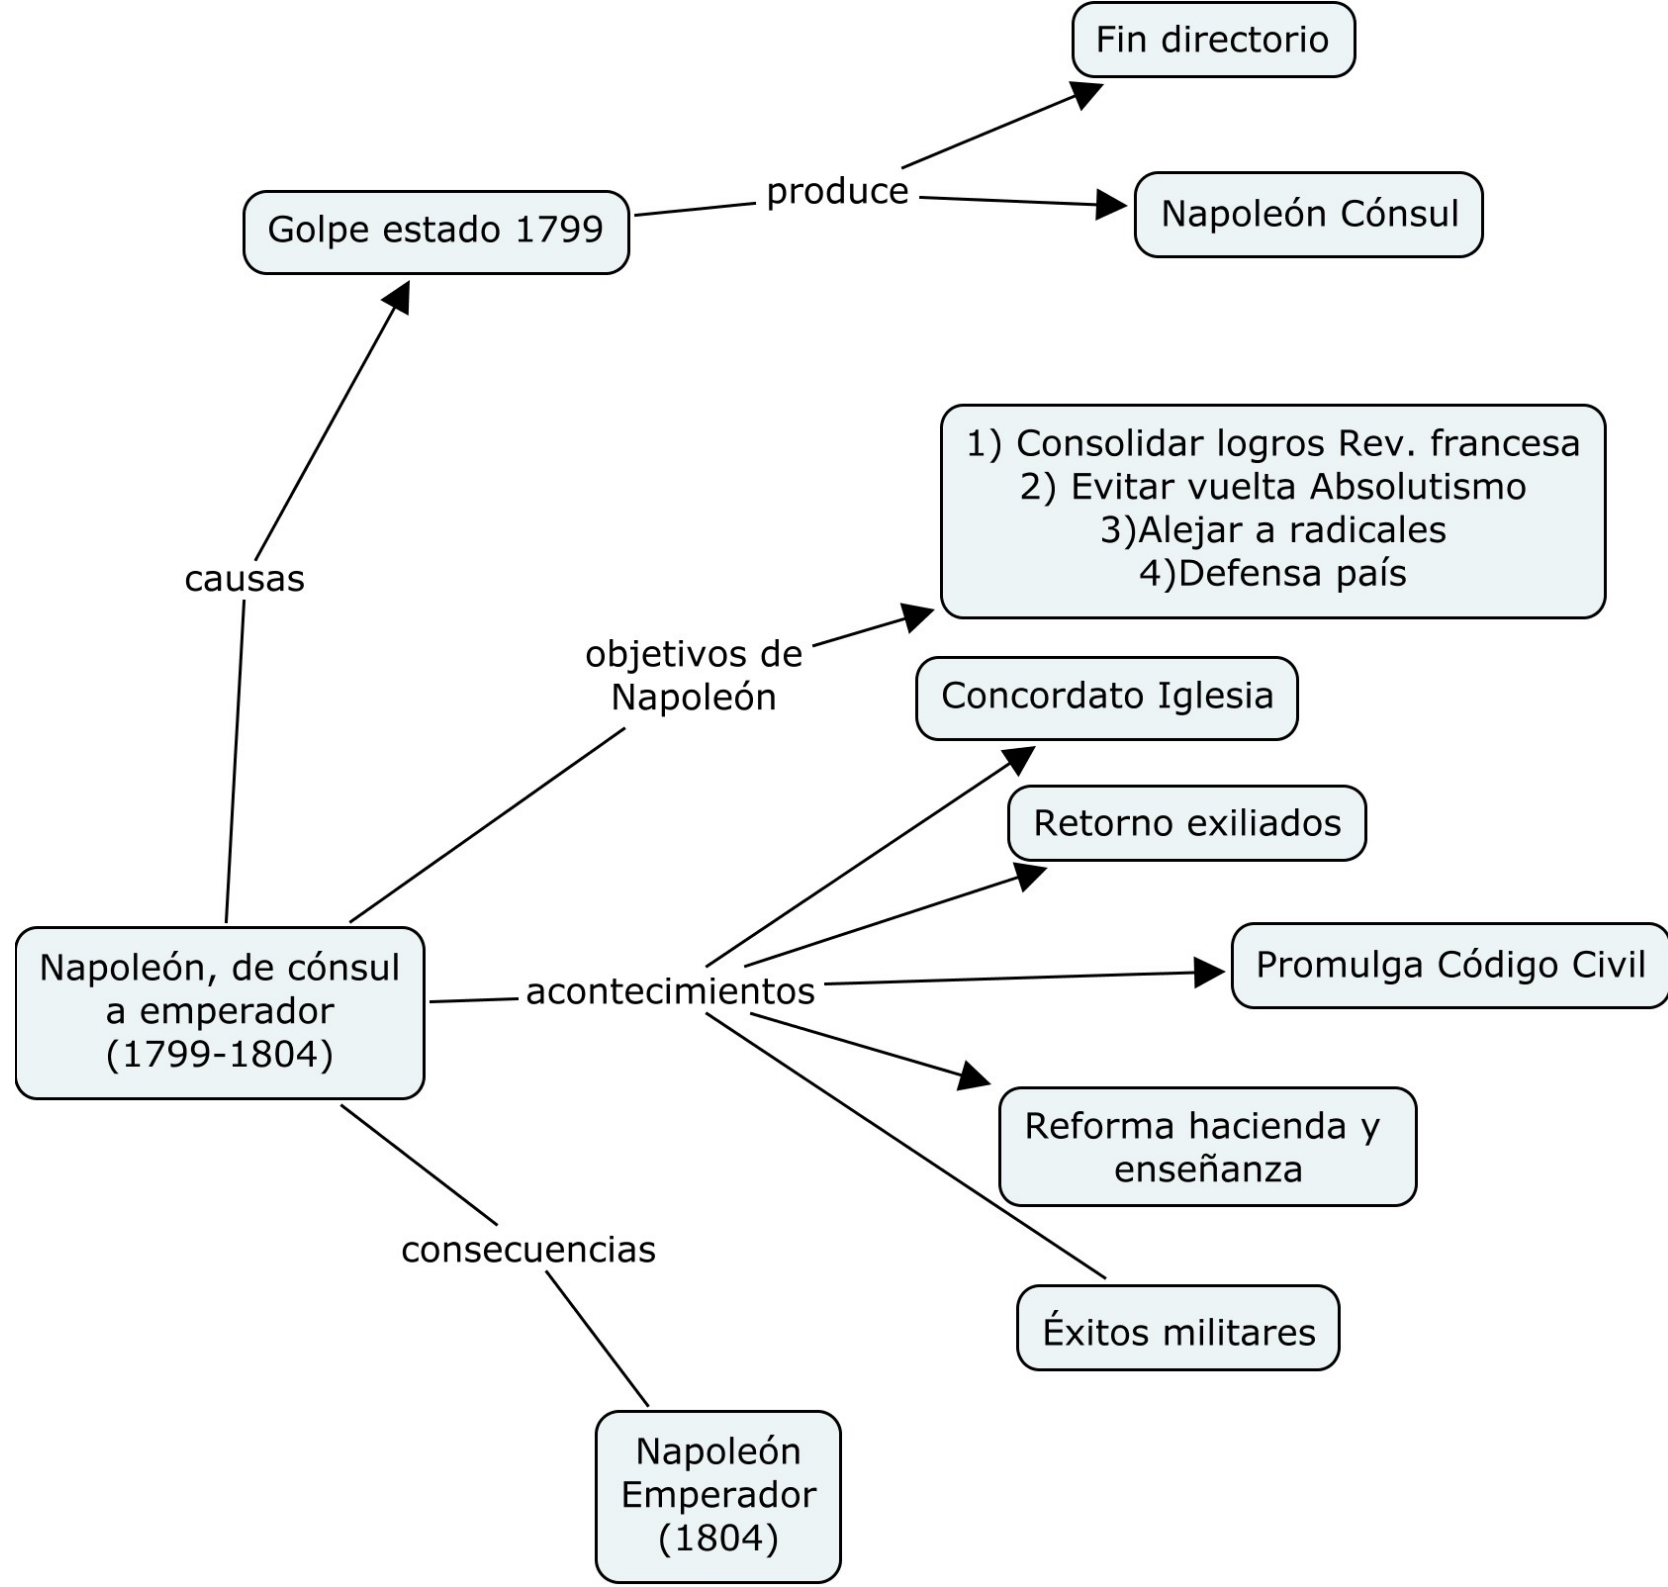 Fin directorio
produce
Napoleón Cónsul
Golpe estado 1799
1) Consolidar logros Rev. francesa
2) Evitar vuelta Absolutismo
3)Alejar a radicales
4)Defensa país
causas
objetivos de
Napoleón
Concordato Iglesia
Retorno exiliados
Napoleón, de cónsul
a emperador
(1799-1804)
acontecimientos
Promulga Código Civil
Reforma hacienda y
enseñanza
consecuencias
Éxitos militares
Napoleón
Emperador
(1804)